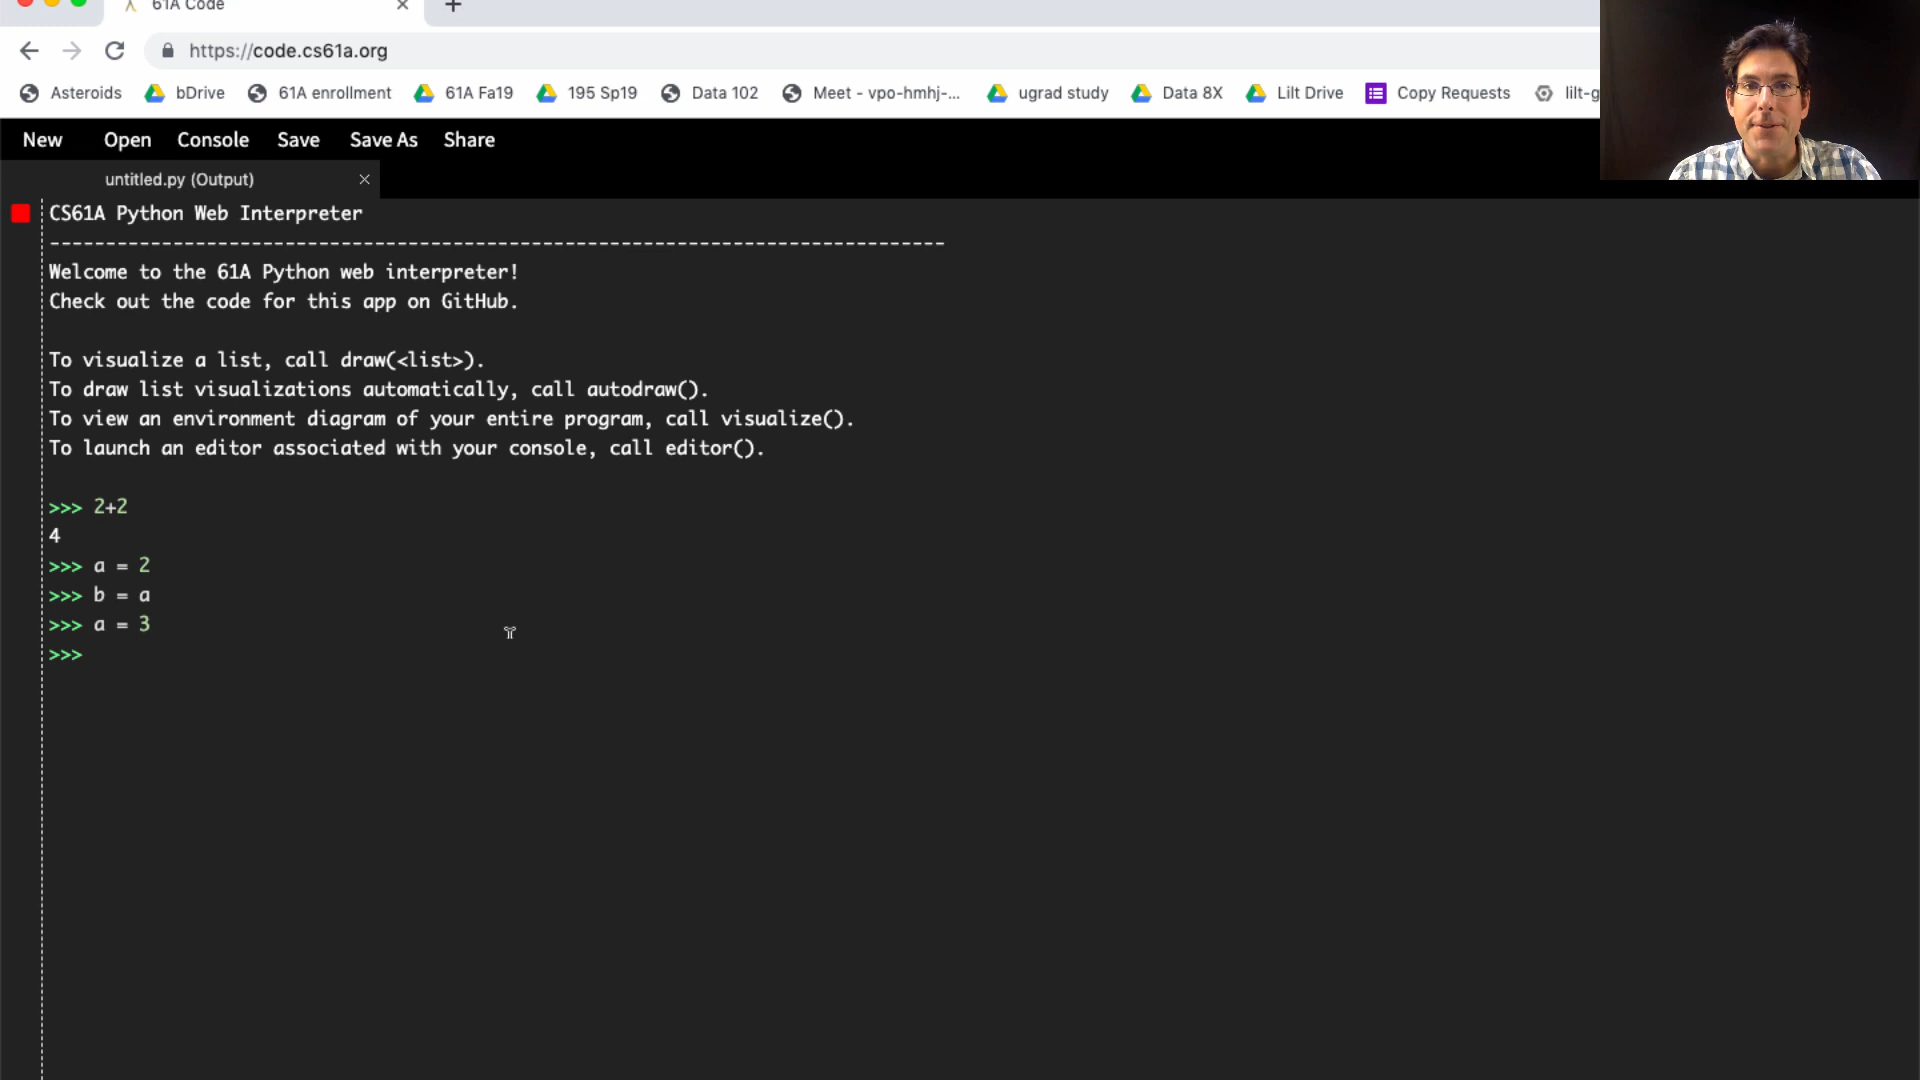 61A Code
https://code.cs61a.org
Asteroids bDrive 61A enrollment 61A Fa19 195 Sp19 Data 102 Meet - vpo-hmhj-... ugrad study Data 8X Lilt Drive Copy Requests lilt-g
New Open Console Save Save As Share
untitled.py (Output)
CS61A Python Web Interpreter
--------------------------------------------------------------------------------
Welcome to the 61A Python web interpreter!
Check out the code for this app on GitHub.
To visualize a list, call draw(<list>).
To draw list visualizations automatically, call autodraw().
To view an environment diagram of your entire program, call visualize().
To launch an editor associated with your console, call editor().
>>> 2+2
4
>>> a = 2
>>> b = a
>>> a = 3
>>>